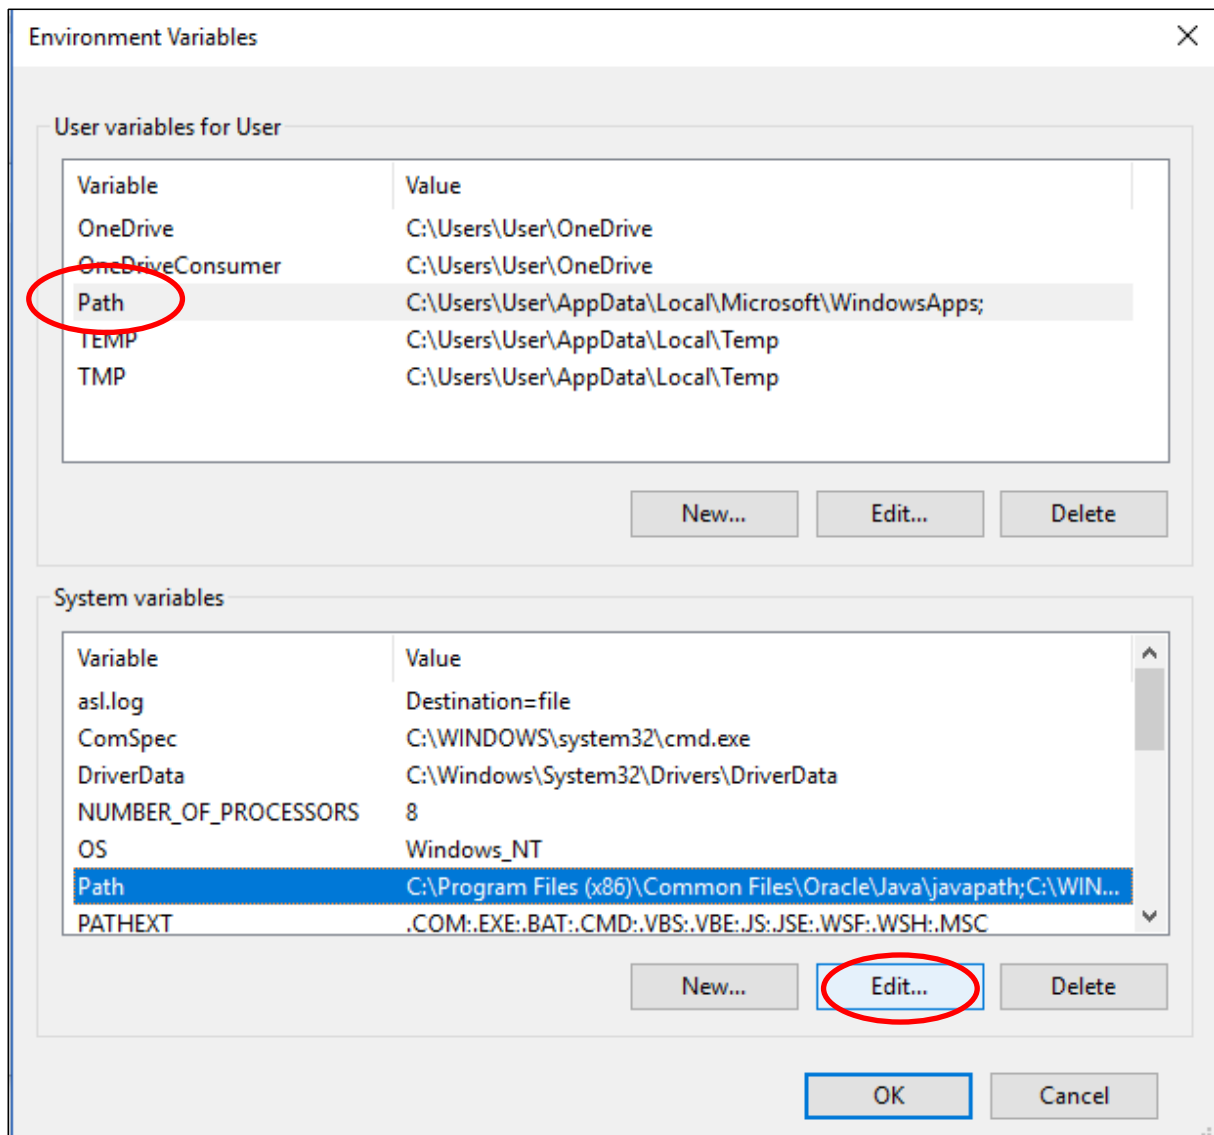 Environment Variables
User variables for User
Variable Value
OneDrive C:\Users\User\OneDrive
OneDriveConsumer C:\Users\User\OneDrive
Path C:\Users\User\AppData\Local\Microsoft\WindowsApps;
TEMP C:\Users\User\AppData\Local\Temp
TMP C:\Users\User\AppData\Local\Temp
New... Edit... Delete
System variables
Variable Value
asl.log Destination=file
ComSpec C:\WINDOWS\system32\cmd.exe
DriverData C:\Windows\System32\Drivers\DriverData
NUMBER_OF_PROCESSORS 8
OS Windows_NT
Path C:\Program Files (x86)\Common Files\Oracle\Java\javapath;C:\WIN...
PATHEXT .COM;.EXE;.BAT;.CMD;.VBS;.VBE;.JS;.JSE;.WSF;.WSH;.MSC
New... Edit... Delete
OK Cancel